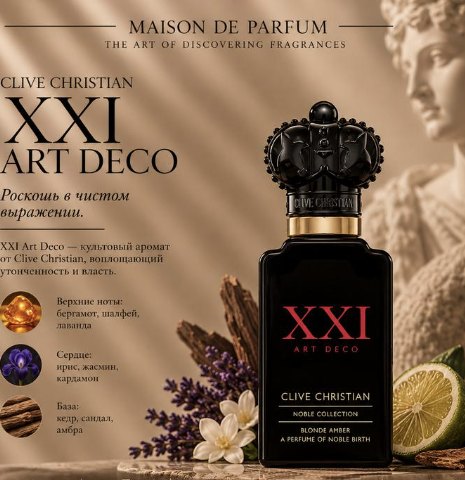 MAISON DE PARFUM
THE ART OF DISCOVERING FRAGRANCES
CLIVE CHRISTIAN
XXI
ART DECO
Роскошь в чистом
выражении.
XXI Art Deco — культовый аромат
от Clive Christian, воплощающий
утонченность и власть.
Верхние ноты:
бергамот, шалфей,
лаванда
Сердце:
ирис, жасмин,
кардамон
База:
кедр, сандал,
амбра
CLIVE CHRISTIAN
XXI
ART DECO
CLIVE CHRISTIAN
NOBLE COLLECTION
BLONDE AMBER
A PERFUME OF NOBLE BIRTH